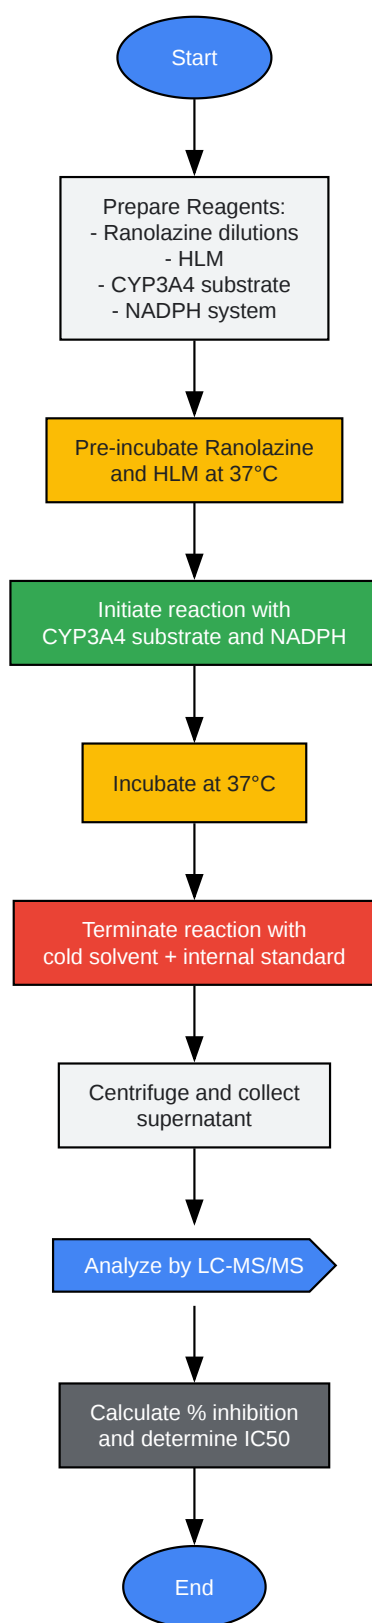 Start
Prepare Reagents:
- Ranolazine dilutions
- HLM
- CYP3A4 substrate
- NADPH system
Pre-incubate Ranolazine
and HLM at 37°C
Initiate reaction with
CYP3A4 substrate and NADPH
Incubate at 37°C
Terminate reaction with
cold solvent + internal standard
Centrifuge and collect
supernatant
Analyze by LC-MS/MS
Calculate % inhibition
and determine IC50
End